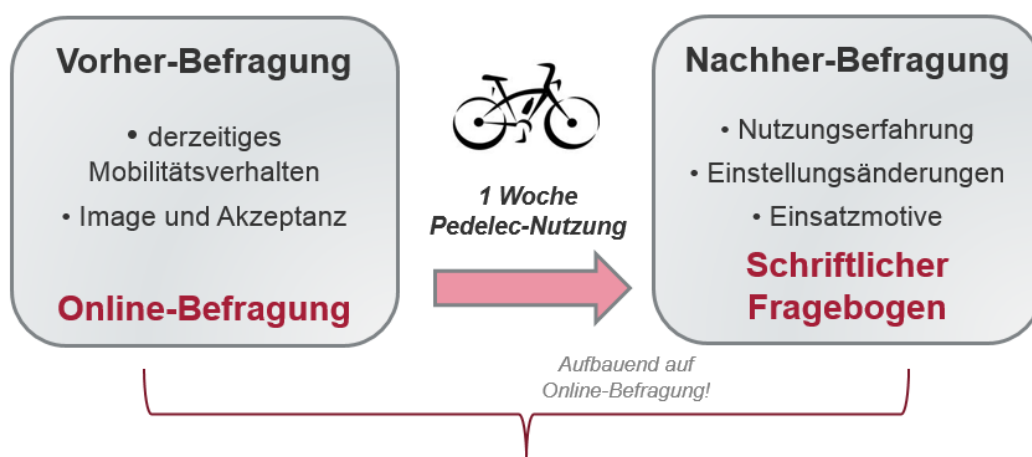 Vorher-Befragung
• derzeitiges
Mobilitätsverhalten
• Image und Akzeptanz
Online-Befragung
1 Woche
Pedelec-Nutzung
Nachher-Befragung
• Nutzungserfahrung
• Einstellungsänderungen
• Einsatzmotive
Schriftlicher
Fragebogen
Aufbauend auf
Online-Befragung!